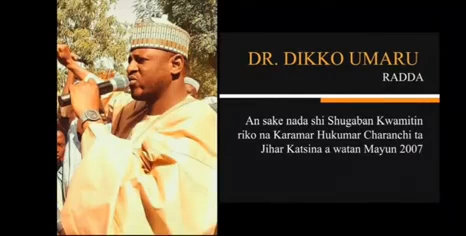 DR. DIKKO UMARU
RADDA
An sake nada shi Shugaban Kwamitin
riko na Karamar Hukumar Charanchi ta
Jihar Katsina a watan Mayun 2007